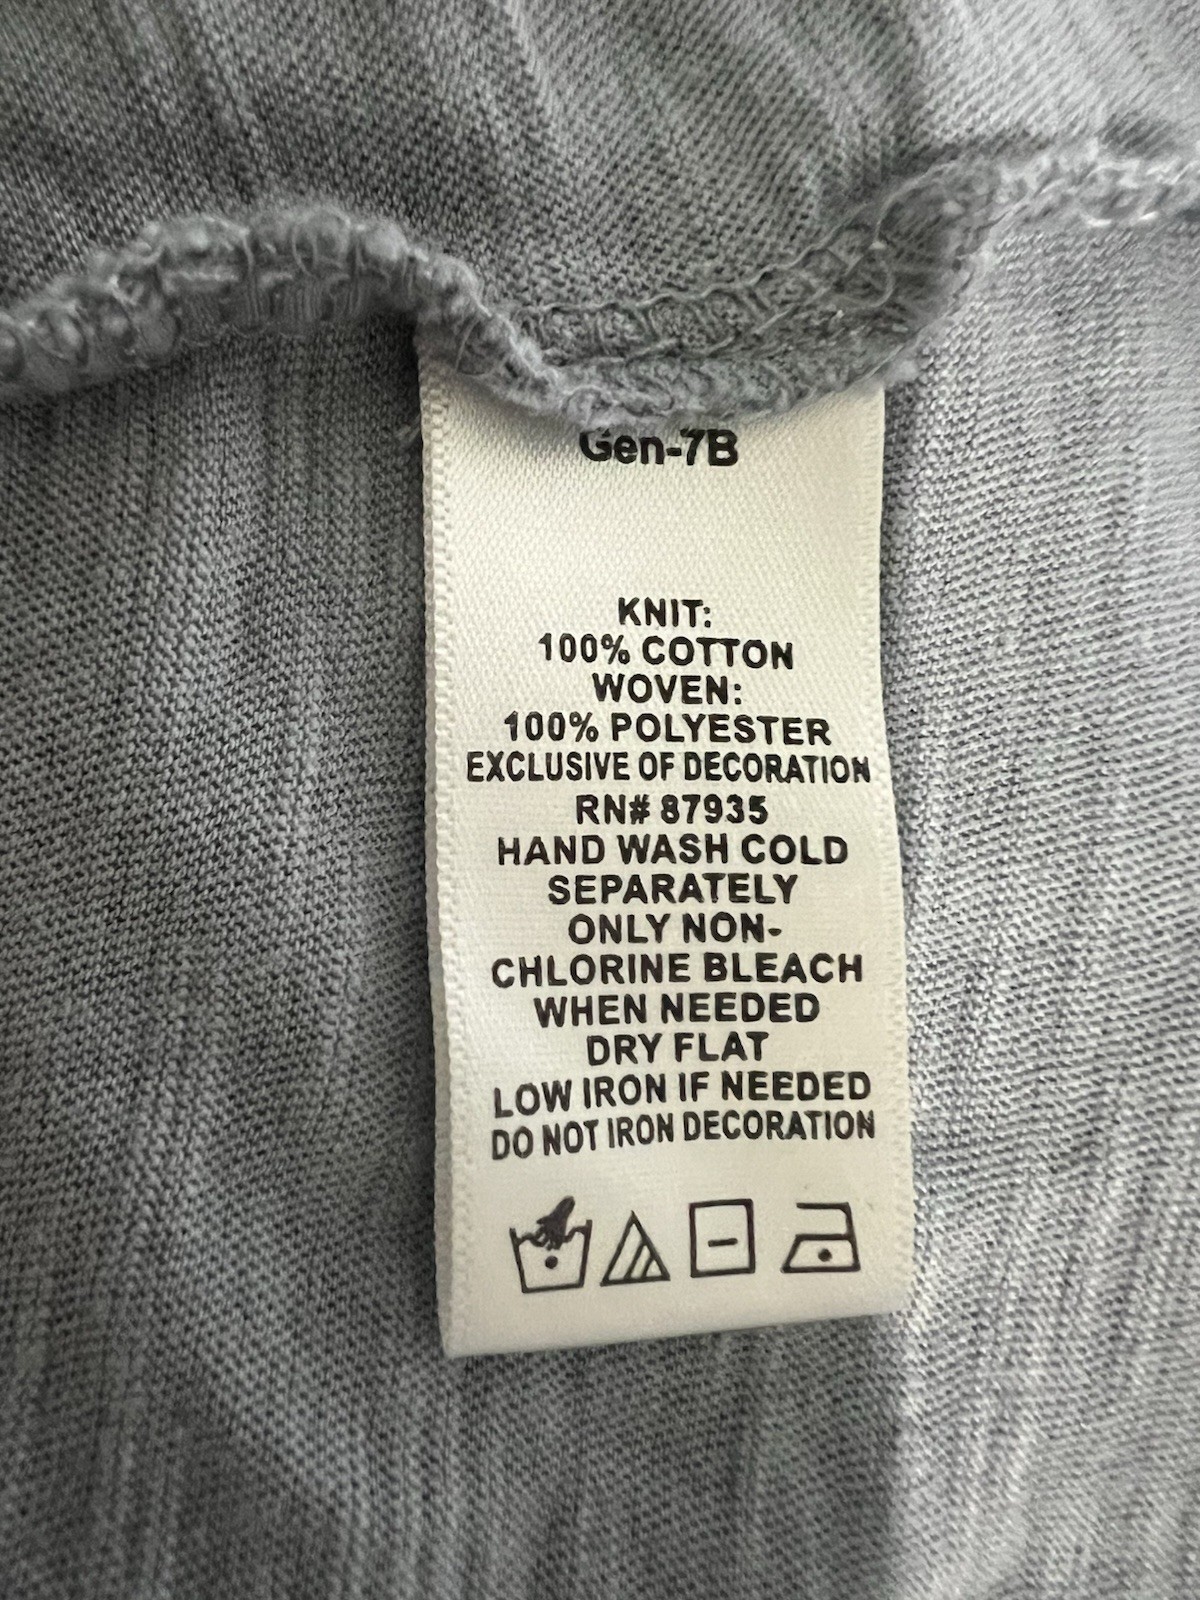 Gen-7B
KNIT:
100% COTTON
WOVEN:
100% POLYESTER
EXCLUSIVE OF DECORATION
RN# 87935
HAND WASH COLD
SEPARATELY
ONLY NON-
CHLORINE BLEACH
WHEN NEEDED
DRY FLAT
LOW IRON IF NEEDED
DO NOT IRON DECORATION